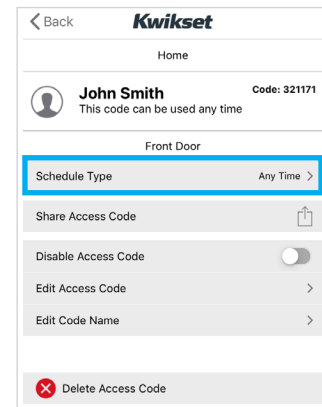 Back Kwikset
Home
John Smith Code: 321171
This code can be used any time
Front Door
Schedule Type Any Time
Share Access Code
Disable Access Code
Edit Access Code
Edit Code Name
Delete Access Code